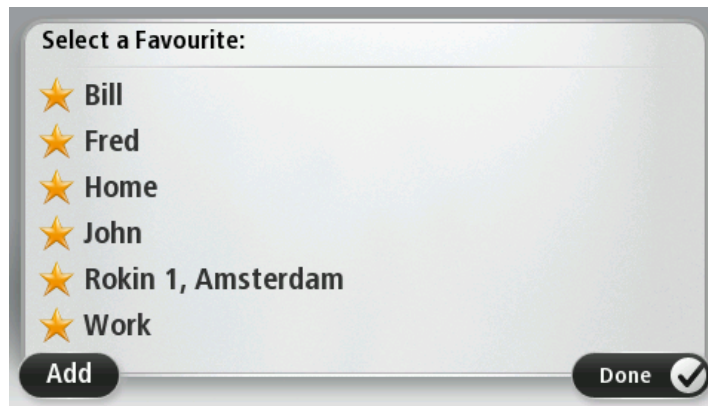 Select a Favourite:
Bill
Fred
Home
John
Rokin 1, Amsterdam
Work
Add
Done